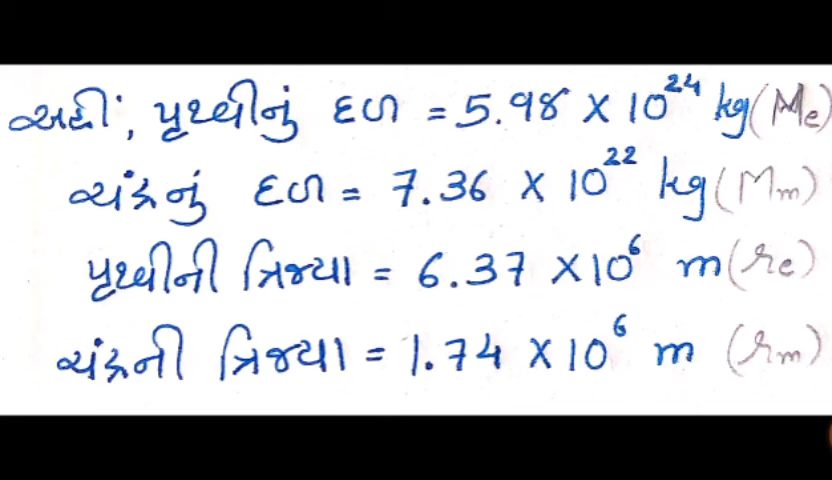 અહીં, પૃથ્વીનું દળ = 5.98 × 10²⁴ kg (Me)
ચંદ્રનું દળ = 7.36 × 10²² kg (Mm)
પૃથ્વીની ત્રિજ્યા = 6.37 × 10⁶ m (re)
ચંદ્રની ત્રિજ્યા = 1.74 × 10⁶ m (rm)